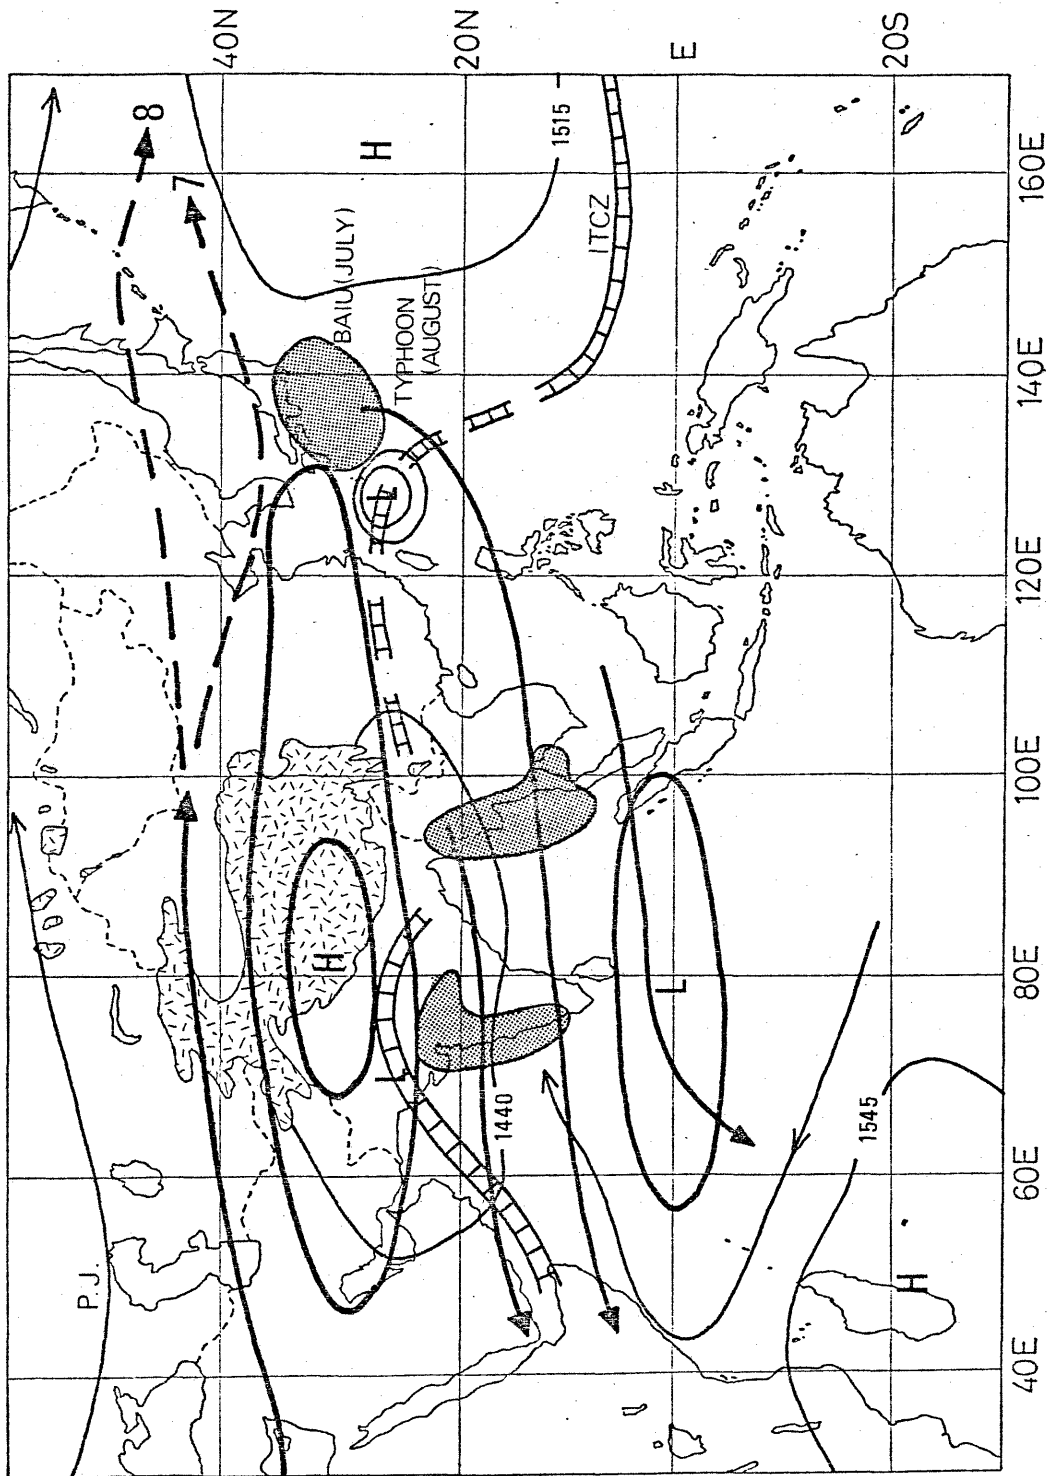 40N
20N
E
20S
8
7
H
1515
ITCZ
BAIU (JULY)
TYPHOON
(AUGUST)
L
H
L
L
1440
1545
H
P.J.
40E
60E
80E
100E
120E
140E
160E